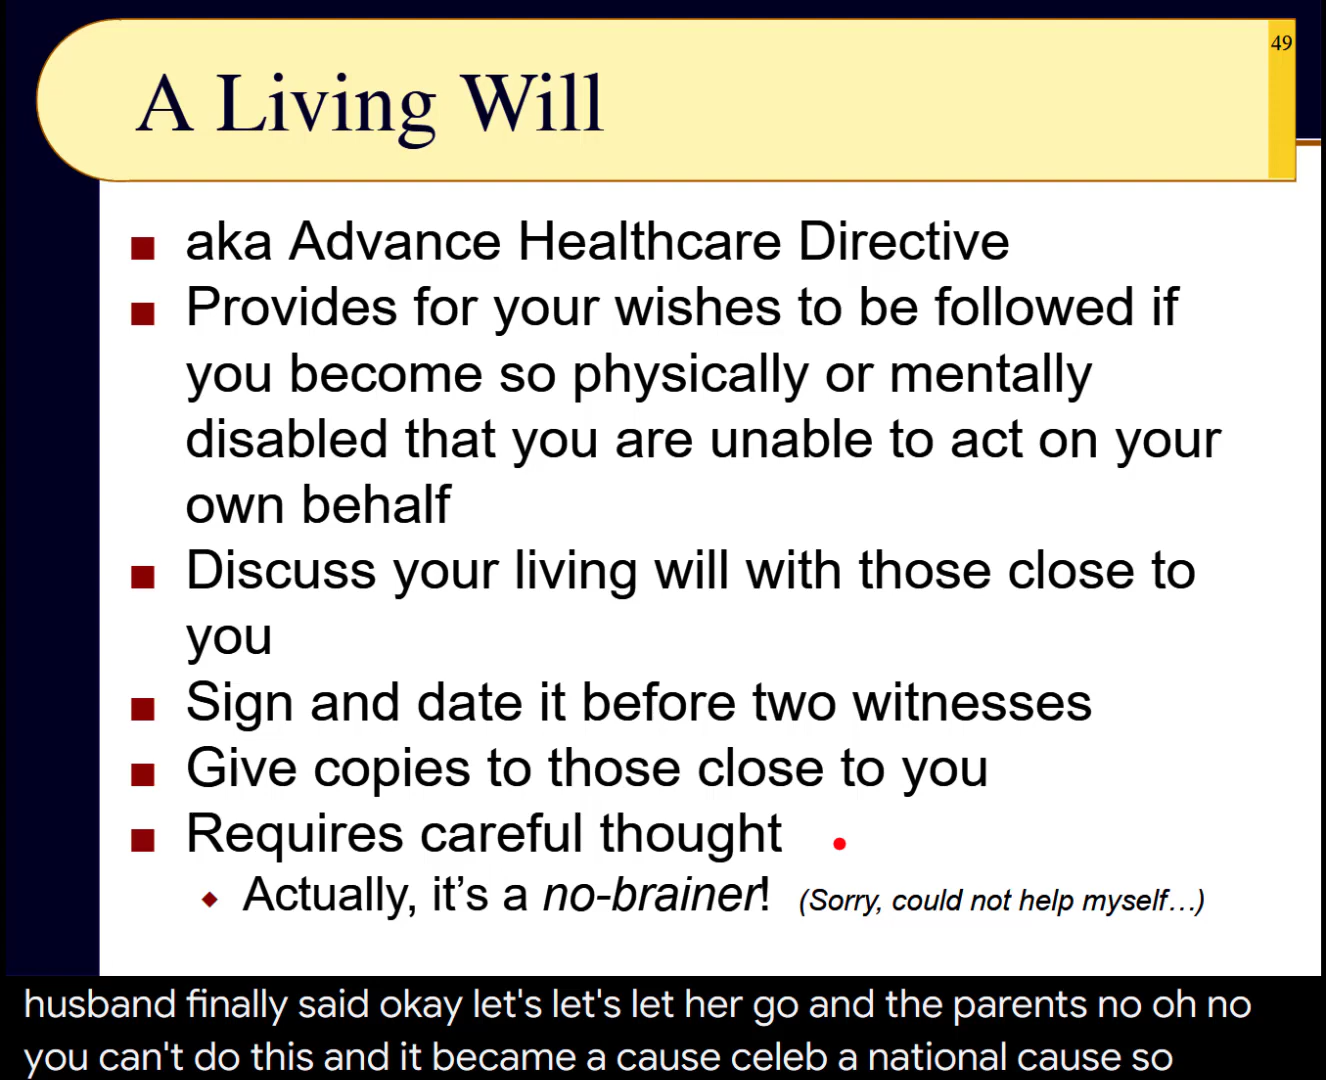 49
A Living Will
aka Advance Healthcare Directive
Provides for your wishes to be followed if
you become so physically or mentally
disabled that you are unable to act on your
own behalf
Discuss your living will with those close to
you
Sign and date it before two witnesses
Give copies to those close to you
Requires careful thought
Actually, it’s a no-brainer! (Sorry, could not help myself…)
husband finally said okay let's let's let her go and the parents no oh no
you can't do this and it became a cause celeb a national cause so